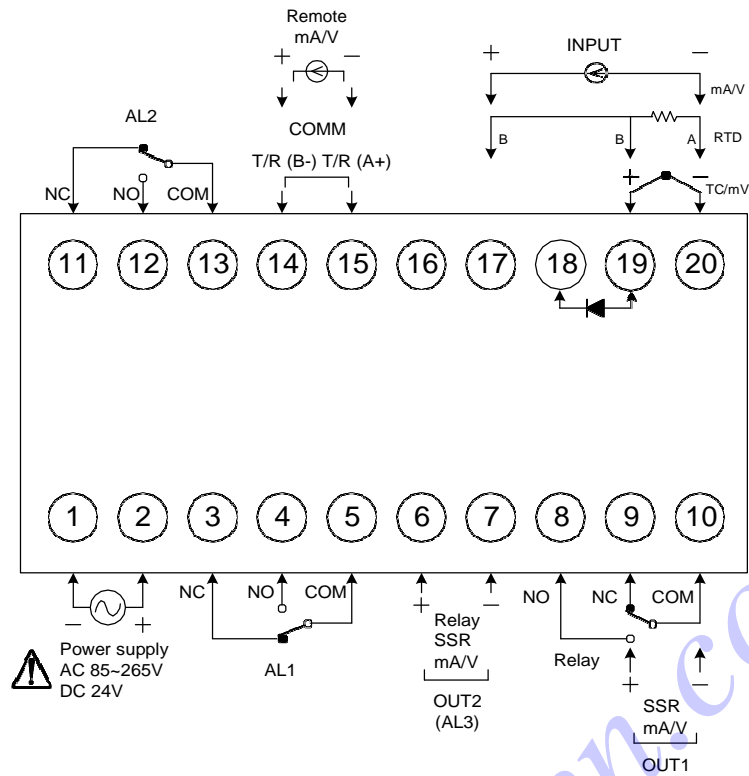 Remote
mA/V
+ −
INPUT
+ −
mA/V
AL2
COMM
B B A RTD
T/R (B-) T/R (A+)
+ −
TC/mV
NC NO COM
11 12 13 14 15 16 17 18 19 20
1 2 3 4 5 6 7 8 9 10
NC NO COM
NO NC COM
− +
+ −
Power supply
AC 85~265V
DC 24V
AL1
Relay
SSR
mA/V
OUT2
(AL3)
Relay
+ −
SSR
mA/V
OUT1